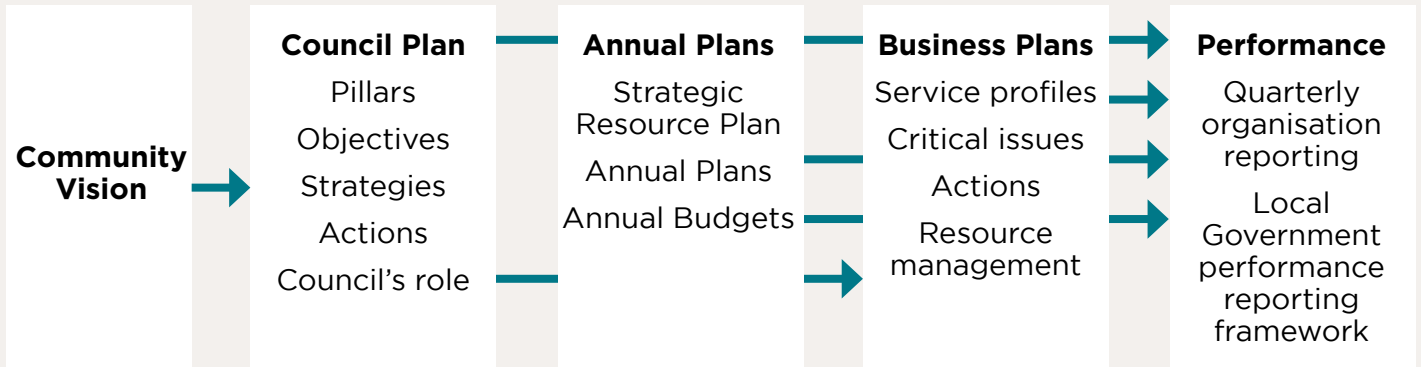 Community
Vision
Council Plan
Pillars
Objectives
Strategies
Actions
Council’s role
Annual Plans
Strategic
Resource Plan
Annual Plans
Annual Budgets
Business Plans
Service profiles
Critical issues
Actions
Resource
management
Performance
Quarterly
organisation
reporting
Local
Government
performance
reporting
framework